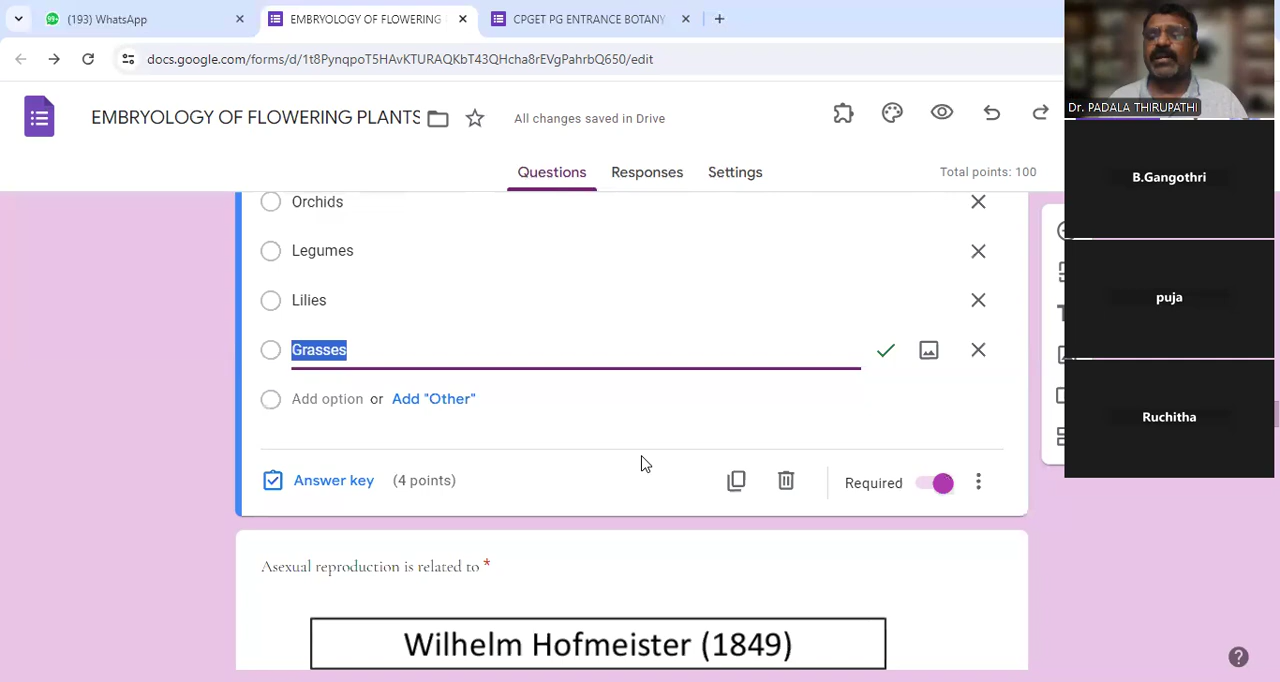 (193) WhatsApp
EMBRYOLOGY OF FLOWERING
CPGET PG ENTRANCE BOTANY
docs.google.com/forms/d/1t8PynqpoT5HAvKTURAQKbT43QHcha8rEVgPahrbQ650/edit
Dr. PADALA THIRUPATHI
EMBRYOLOGY OF FLOWERING PLANTS
All changes saved in Drive
Questions
Responses
Settings
Total points: 100
B.Gangothri
Orchids
Legumes
Lilies
puja
Grasses
Add option or Add "Other"
Ruchitha
Answer key (4 points)
Required
Asexual reproduction is related to *
Wilhelm Hofmeister (1849)